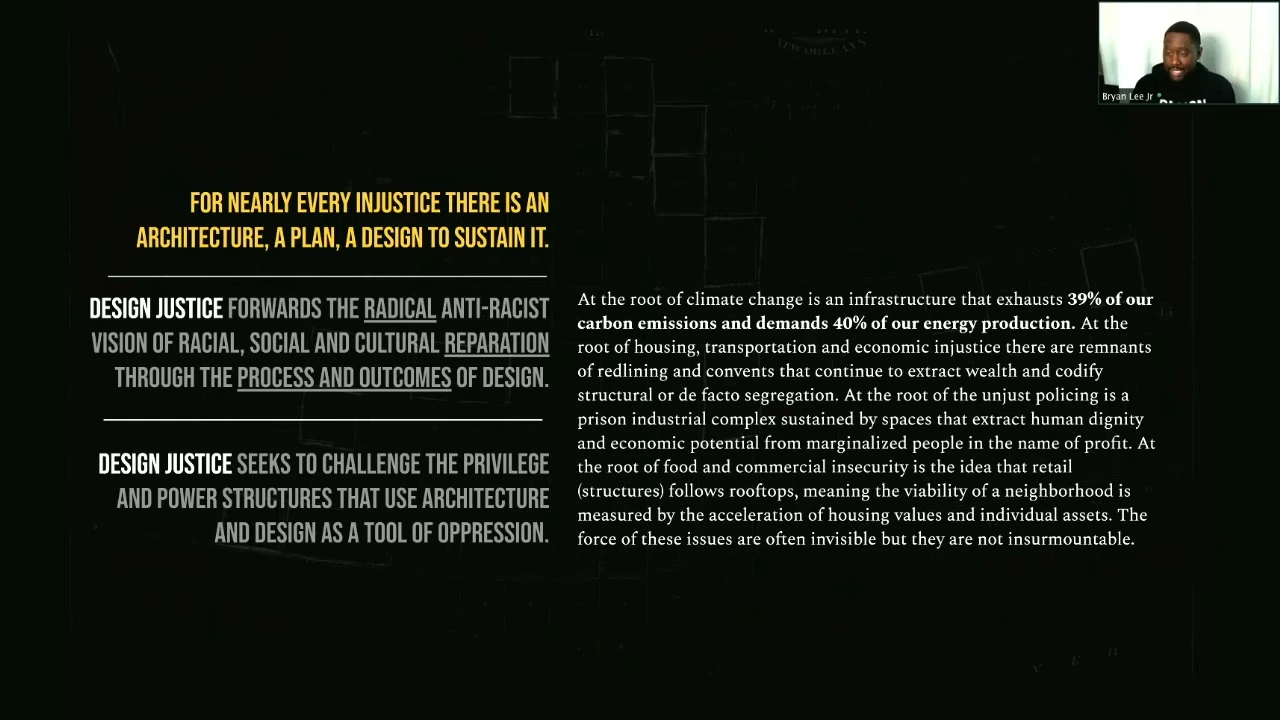 NEW ORLEANS
Bryan Lee Jr
FOR NEARLY EVERY INJUSTICE THERE IS AN
ARCHITECTURE, A PLAN, A DESIGN TO SUSTAIN IT.
DESIGN JUSTICE FORWARDS THE RADICAL ANTI-RACIST
VISION OF RACIAL, SOCIAL AND CULTURAL REPARATION
THROUGH THE PROCESS AND OUTCOMES OF DESIGN.
DESIGN JUSTICE SEEKS TO CHALLENGE THE PRIVILEGE
AND POWER STRUCTURES THAT USE ARCHITECTURE
AND DESIGN AS A TOOL OF OPPRESSION.
At the root of climate change is an infrastructure that exhausts 39% of our
carbon emissions and demands 40% of our energy production. At the
root of housing, transportation and economic injustice there are remnants
of redlining and convents that continue to extract wealth and codify
structural or de facto segregation. At the root of the unjust policing is a
prison industrial complex sustained by spaces that extract human dignity
and economic potential from marginalized people in the name of profit. At
the root of food and commercial insecurity is the idea that retail
(structures) follows rooftops, meaning the viability of a neighborhood is
measured by the acceleration of housing values and individual assets. The
force of these issues are often invisible but they are not insurmountable.